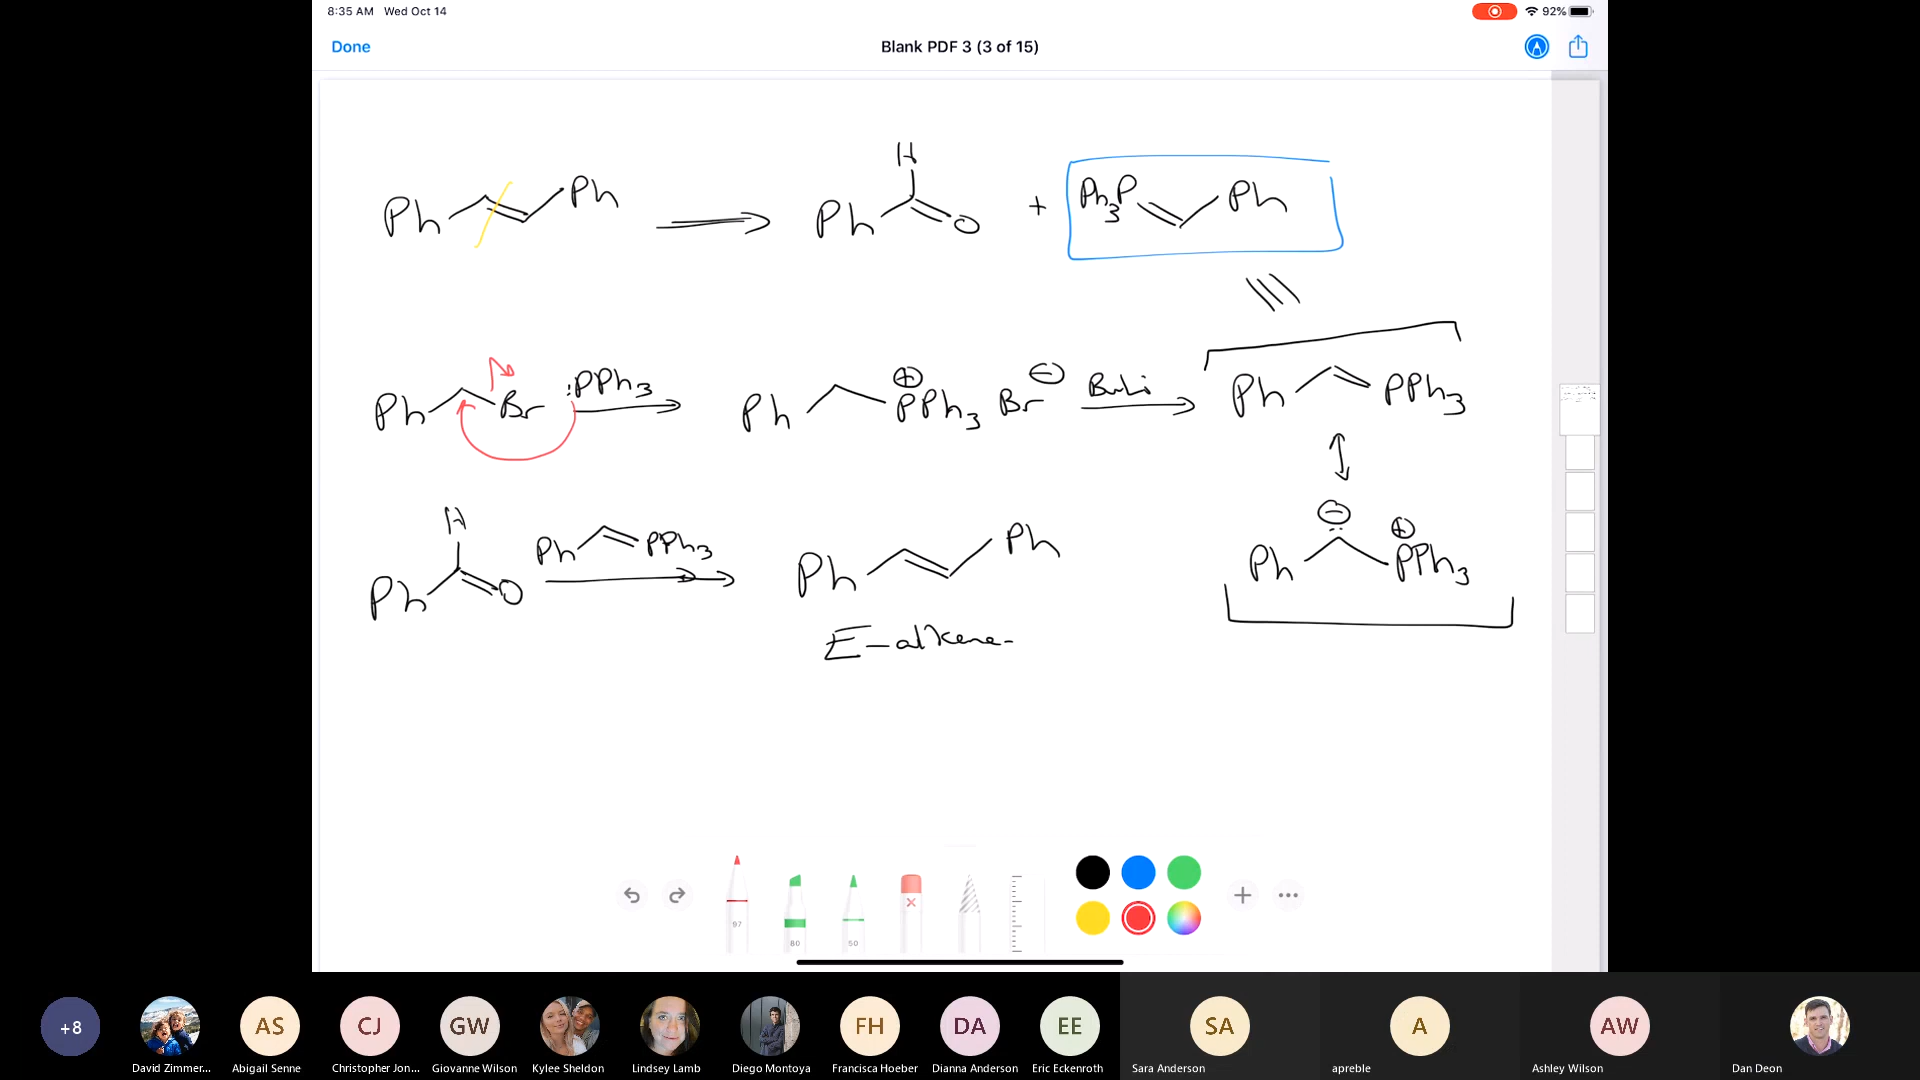 8:35 AM Wed Oct 14
92%
Done
Blank PDF 3 (3 of 15)
H
Ph Ph Ph O + Ph3P Ph
Ph Br :PPh3 Ph ⊕ PPh3 Br ⊖ BuLi Ph PPh3
H
Ph O Ph PPh3 Ph Ph
⊖ ⊕
Ph PPh3
E-alkene
97
80
50
+8
AS
CJ
GW
FH
DA
EE
SA
A
AW
David Zimmer...
Abigail Senne
Christopher Jon...
Giovanne Wilson
Kylee Sheldon
Lindsey Lamb
Diego Montoya
Francisca Hoeber
Dianna Anderson
Eric Eckenroth
Sara Anderson
apreble
Ashley Wilson
Dan Deon